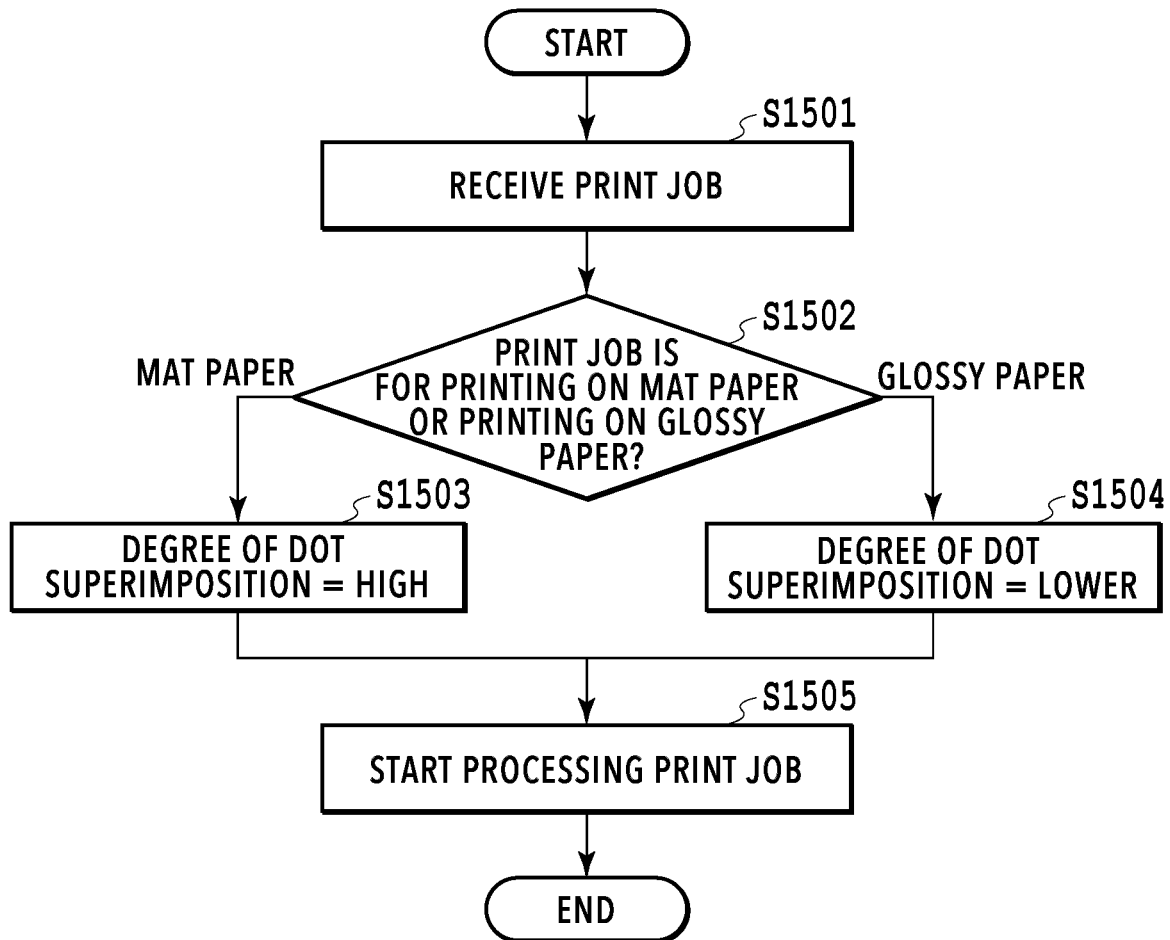 START
S1501
RECEIVE PRINT JOB
S1502
PRINT JOB IS
FOR PRINTING ON MAT PAPER
OR PRINTING ON GLOSSY
PAPER?
MAT PAPER
GLOSSY PAPER
S1503
DEGREE OF DOT
SUPERIMPOSITION = HIGH
S1504
DEGREE OF DOT
SUPERIMPOSITION = LOWER
S1505
START PROCESSING PRINT JOB
END